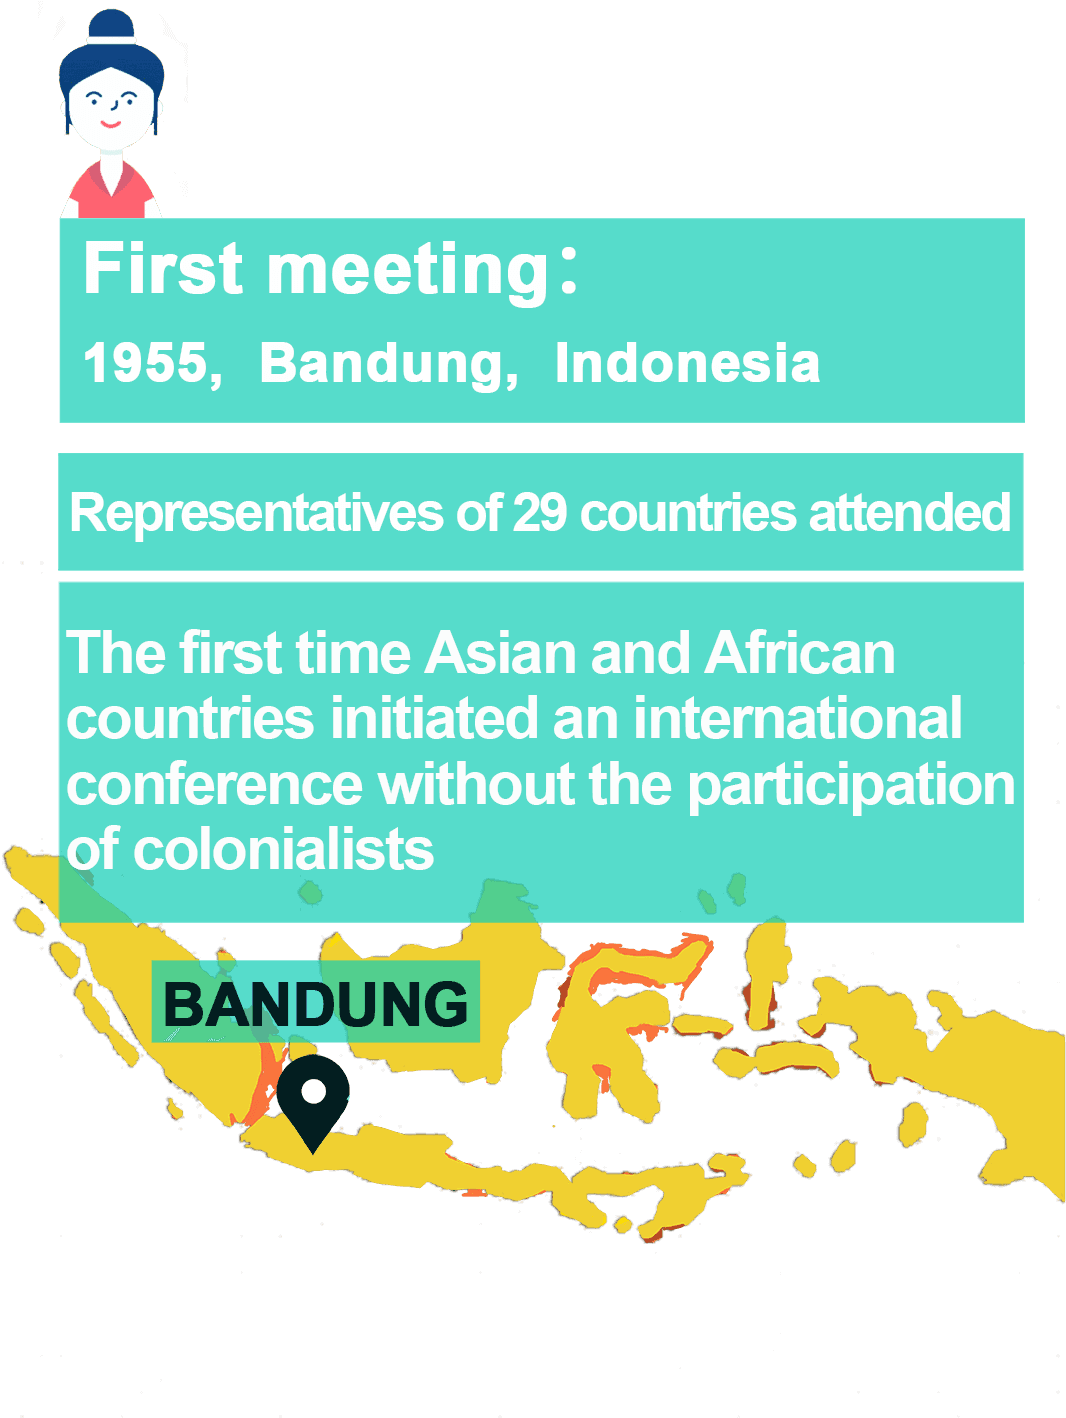 First meeting：
1955, Bandung, Indonesia
Representatives of 29 countries attended
The first time Asian and African
countries initiated an international
conference without the participation
of colonialists
BANDUNG